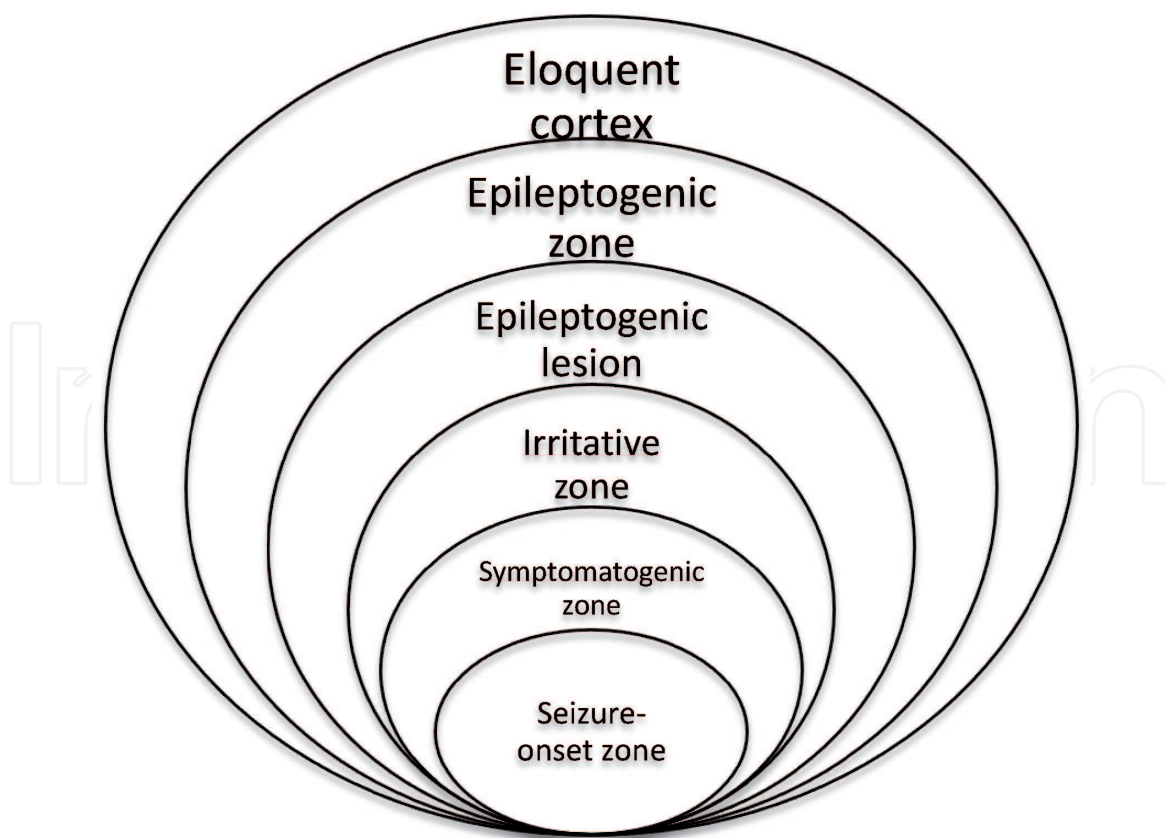 Eloquent
cortex
Epileptogenic
zone
Epileptogenic
lesion
Irritative
zone
Symptomatogenic
zone
Seizure-
onset zone